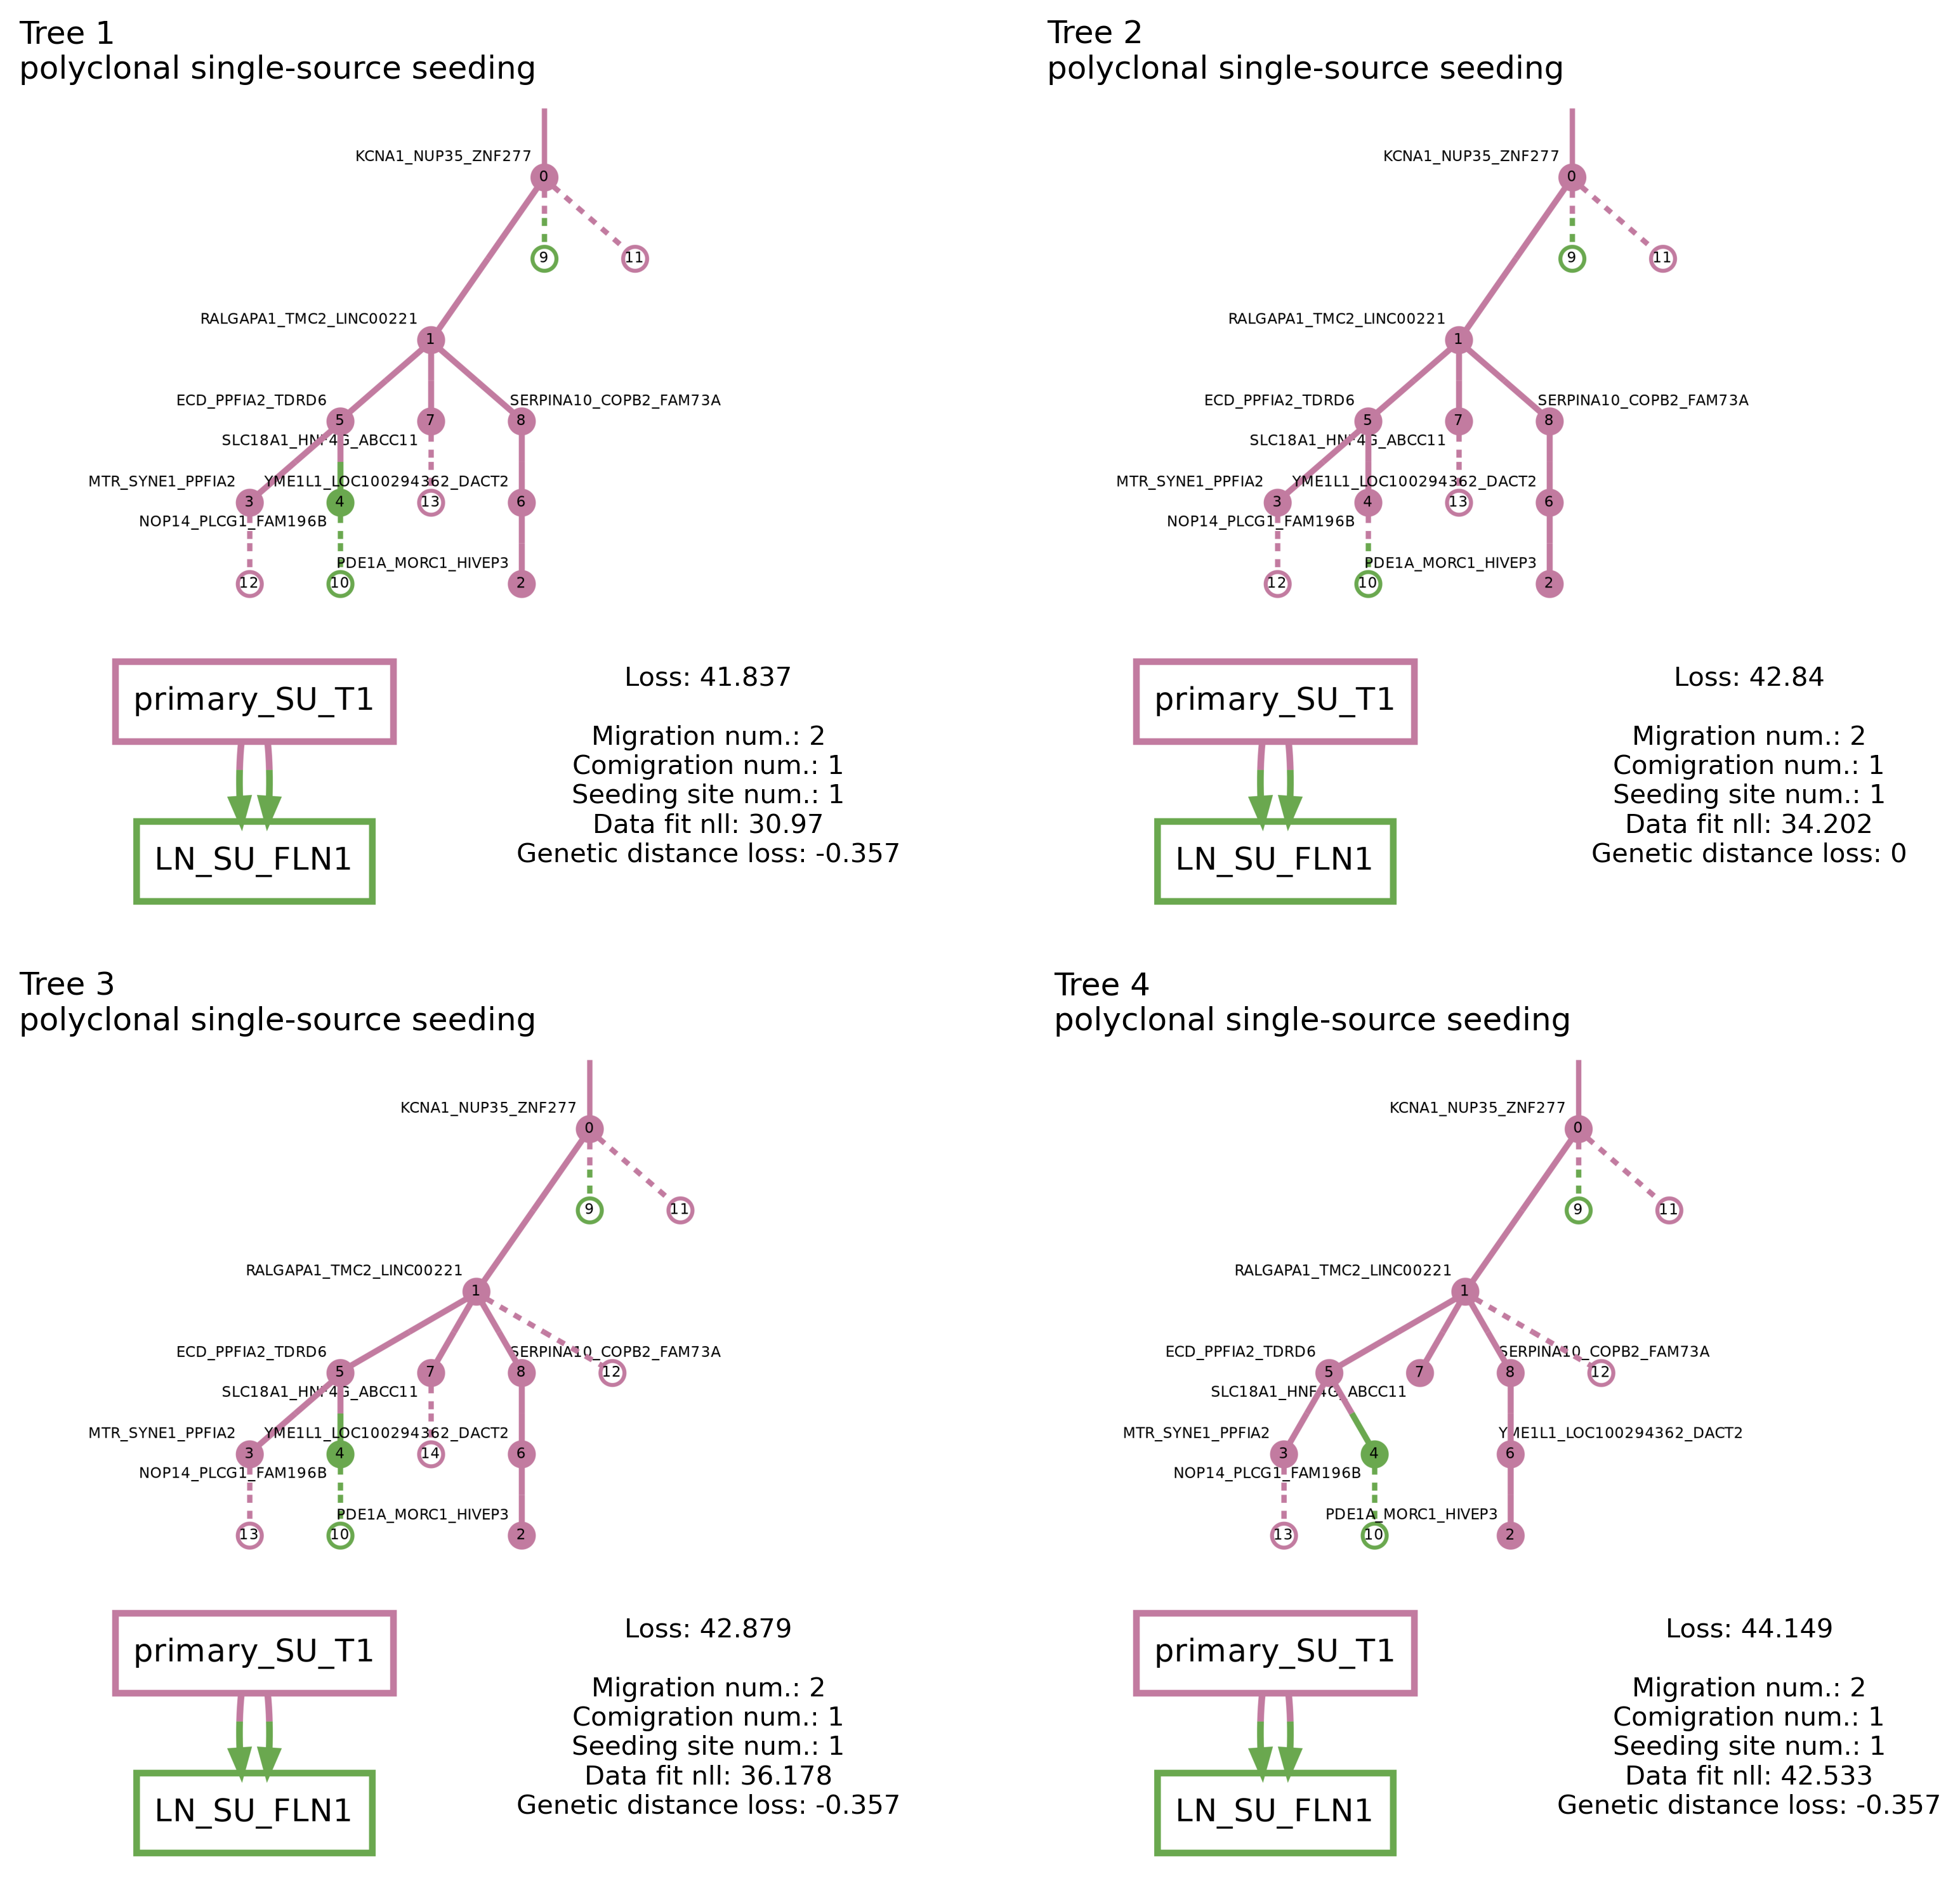 Tree 1
polyclonal single-source seeding
KCNA1_NUP35_ZNF277
0
9
11
RALGAPA1_TMC2_LINC00221
1
ECD_PPFIA2_TDRD6
SERPINA10_COPB2_FAM73A
5
7
8
SLC18A1_HNF4G_ABCC11
MTR_SYNE1_PPFIA2
YME1L1_LOC100294362_DACT2
3
4
13
6
NOP14_PLCG1_FAM196B
PDE1A_MORC1_HIVEP3
12
10
2
primary_SU_T1
LN_SU_FLN1
Loss: 41.837
Migration num.: 2
Comigration num.: 1
Seeding site num.: 1
Data fit nll: 30.97
Genetic distance loss: -0.357
Tree 2
polyclonal single-source seeding
KCNA1_NUP35_ZNF277
0
9
11
RALGAPA1_TMC2_LINC00221
1
ECD_PPFIA2_TDRD6
SERPINA10_COPB2_FAM73A
5
7
8
SLC18A1_HNF4G_ABCC11
MTR_SYNE1_PPFIA2
YME1L1_LOC100294362_DACT2
3
4
13
6
NOP14_PLCG1_FAM196B
PDE1A_MORC1_HIVEP3
12
10
2
primary_SU_T1
LN_SU_FLN1
Loss: 42.84
Migration num.: 2
Comigration num.: 1
Seeding site num.: 1
Data fit nll: 34.202
Genetic distance loss: 0
Tree 3
polyclonal single-source seeding
KCNA1_NUP35_ZNF277
0
9
11
RALGAPA1_TMC2_LINC00221
1
ECD_PPFIA2_TDRD6
SERPINA10_COPB2_FAM73A
5
7
8
12
SLC18A1_HNF4G_ABCC11
MTR_SYNE1_PPFIA2
YME1L1_LOC100294362_DACT2
3
4
14
6
NOP14_PLCG1_FAM196B
PDE1A_MORC1_HIVEP3
13
10
2
primary_SU_T1
LN_SU_FLN1
Loss: 42.879
Migration num.: 2
Comigration num.: 1
Seeding site num.: 1
Data fit nll: 36.178
Genetic distance loss: -0.357
Tree 4
polyclonal single-source seeding
KCNA1_NUP35_ZNF277
0
9
11
RALGAPA1_TMC2_LINC00221
1
ECD_PPFIA2_TDRD6
SERPINA10_COPB2_FAM73A
5
7
8
12
SLC18A1_HNF4G_ABCC11
MTR_SYNE1_PPFIA2
YME1L1_LOC100294362_DACT2
3
4
6
NOP14_PLCG1_FAM196B
PDE1A_MORC1_HIVEP3
13
10
2
primary_SU_T1
LN_SU_FLN1
Loss: 44.149
Migration num.: 2
Comigration num.: 1
Seeding site num.: 1
Data fit nll: 42.533
Genetic distance loss: -0.357